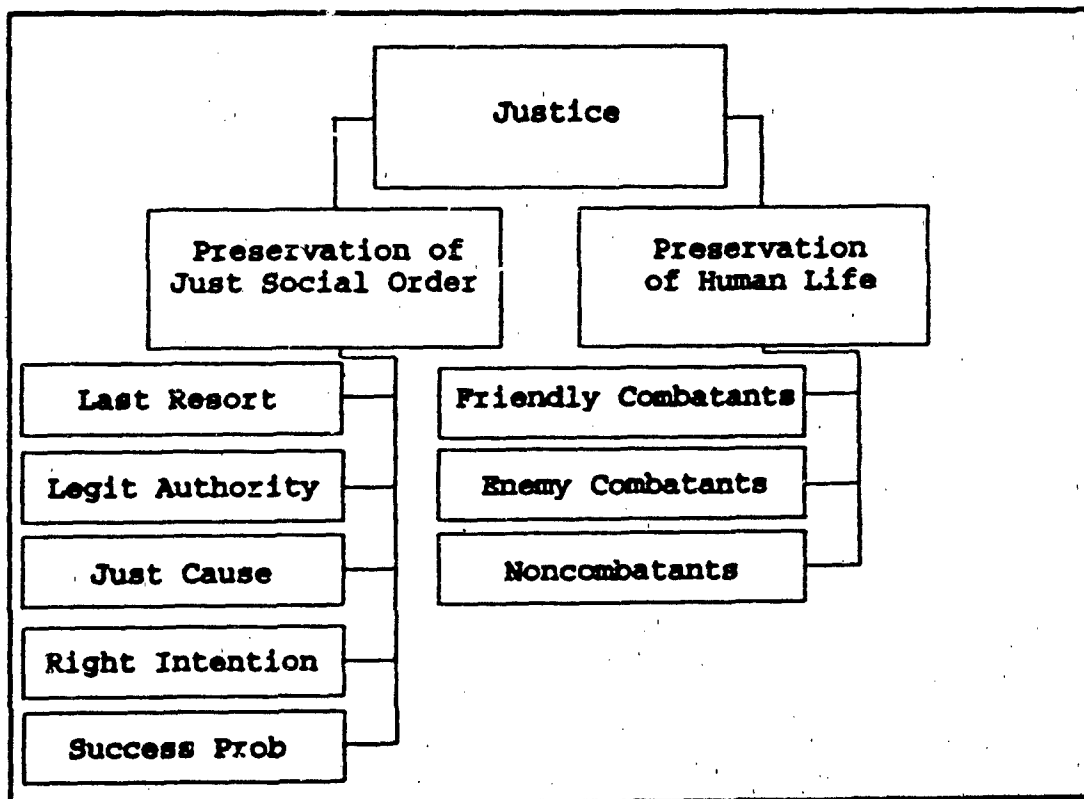 Justice
Preservation of
Just Social Order
Preservation
of Human Life
Last Resort
Legit Authority
Just Cause
Right Intention
Success Prob
Friendly Combatants
Enemy Combatants
Noncombatants